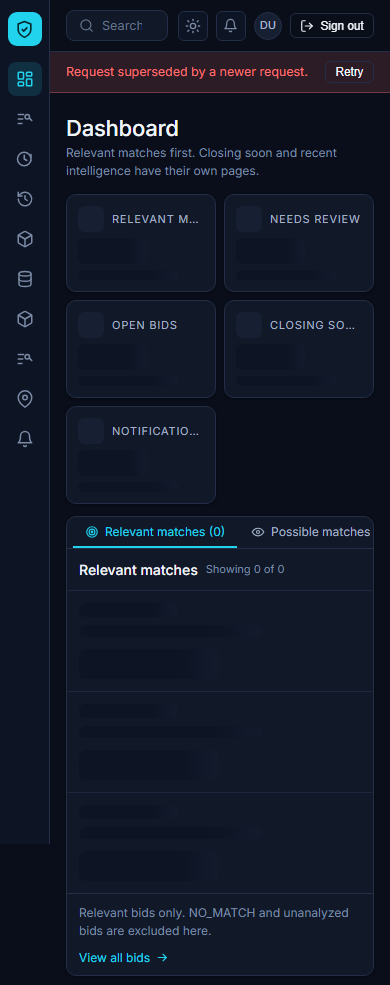 Search
DU
Sign out
Request superseded by a newer request.
Retry
Dashboard
Relevant matches first. Closing soon and recent
intelligence have their own pages.
RELEVANT M...
NEEDS REVIEW
OPEN BIDS
CLOSING SO...
NOTIFICATIO...
Relevant matches (0)
Possible matches
Relevant matches
Showing 0 of 0
Relevant bids only. NO_MATCH and unanalyzed
bids are excluded here.
View all bids →